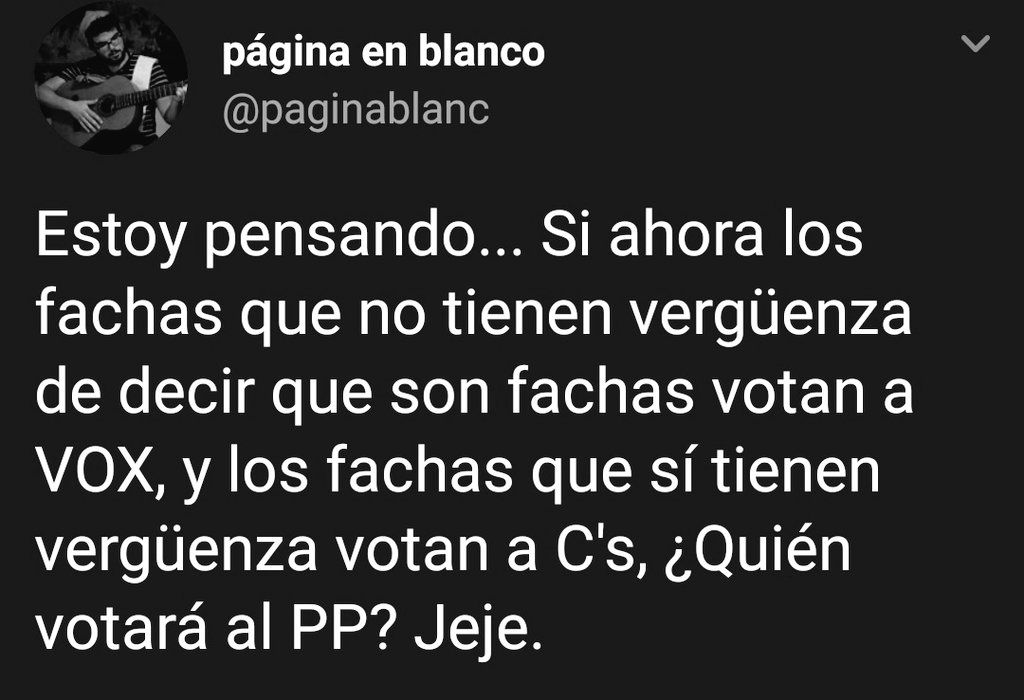 página en blanco
@paginablanc
Estoy pensando... Si ahora los
fachas que no tienen vergüenza
de decir que son fachas votan a
VOX, y los fachas que sí tienen
vergüenza votan a C's, ¿Quién
votará al PP? Jeje.